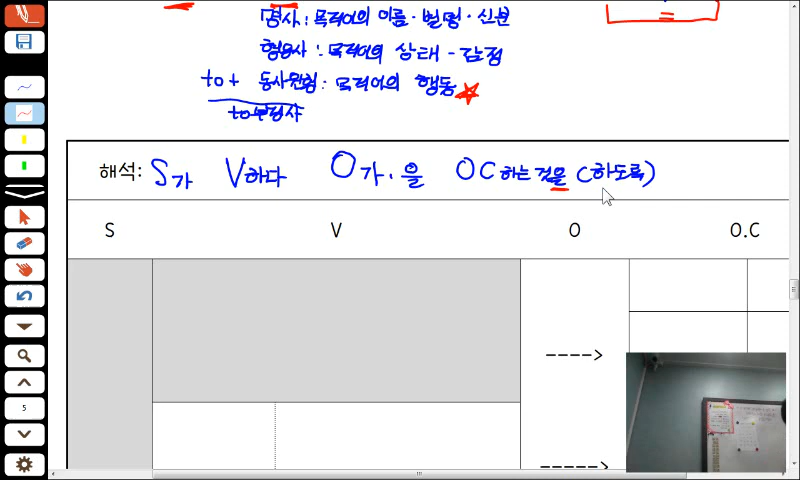 명사: 목적어의 이름·별명·신분
형용사: 목적어의 상태-감정
to + 동사원형: 목적어의 행동
to부정사
해석: S가 V하다 O가·을 OC하는 것을 (하도록)
S V O O.C
---->
5
----->